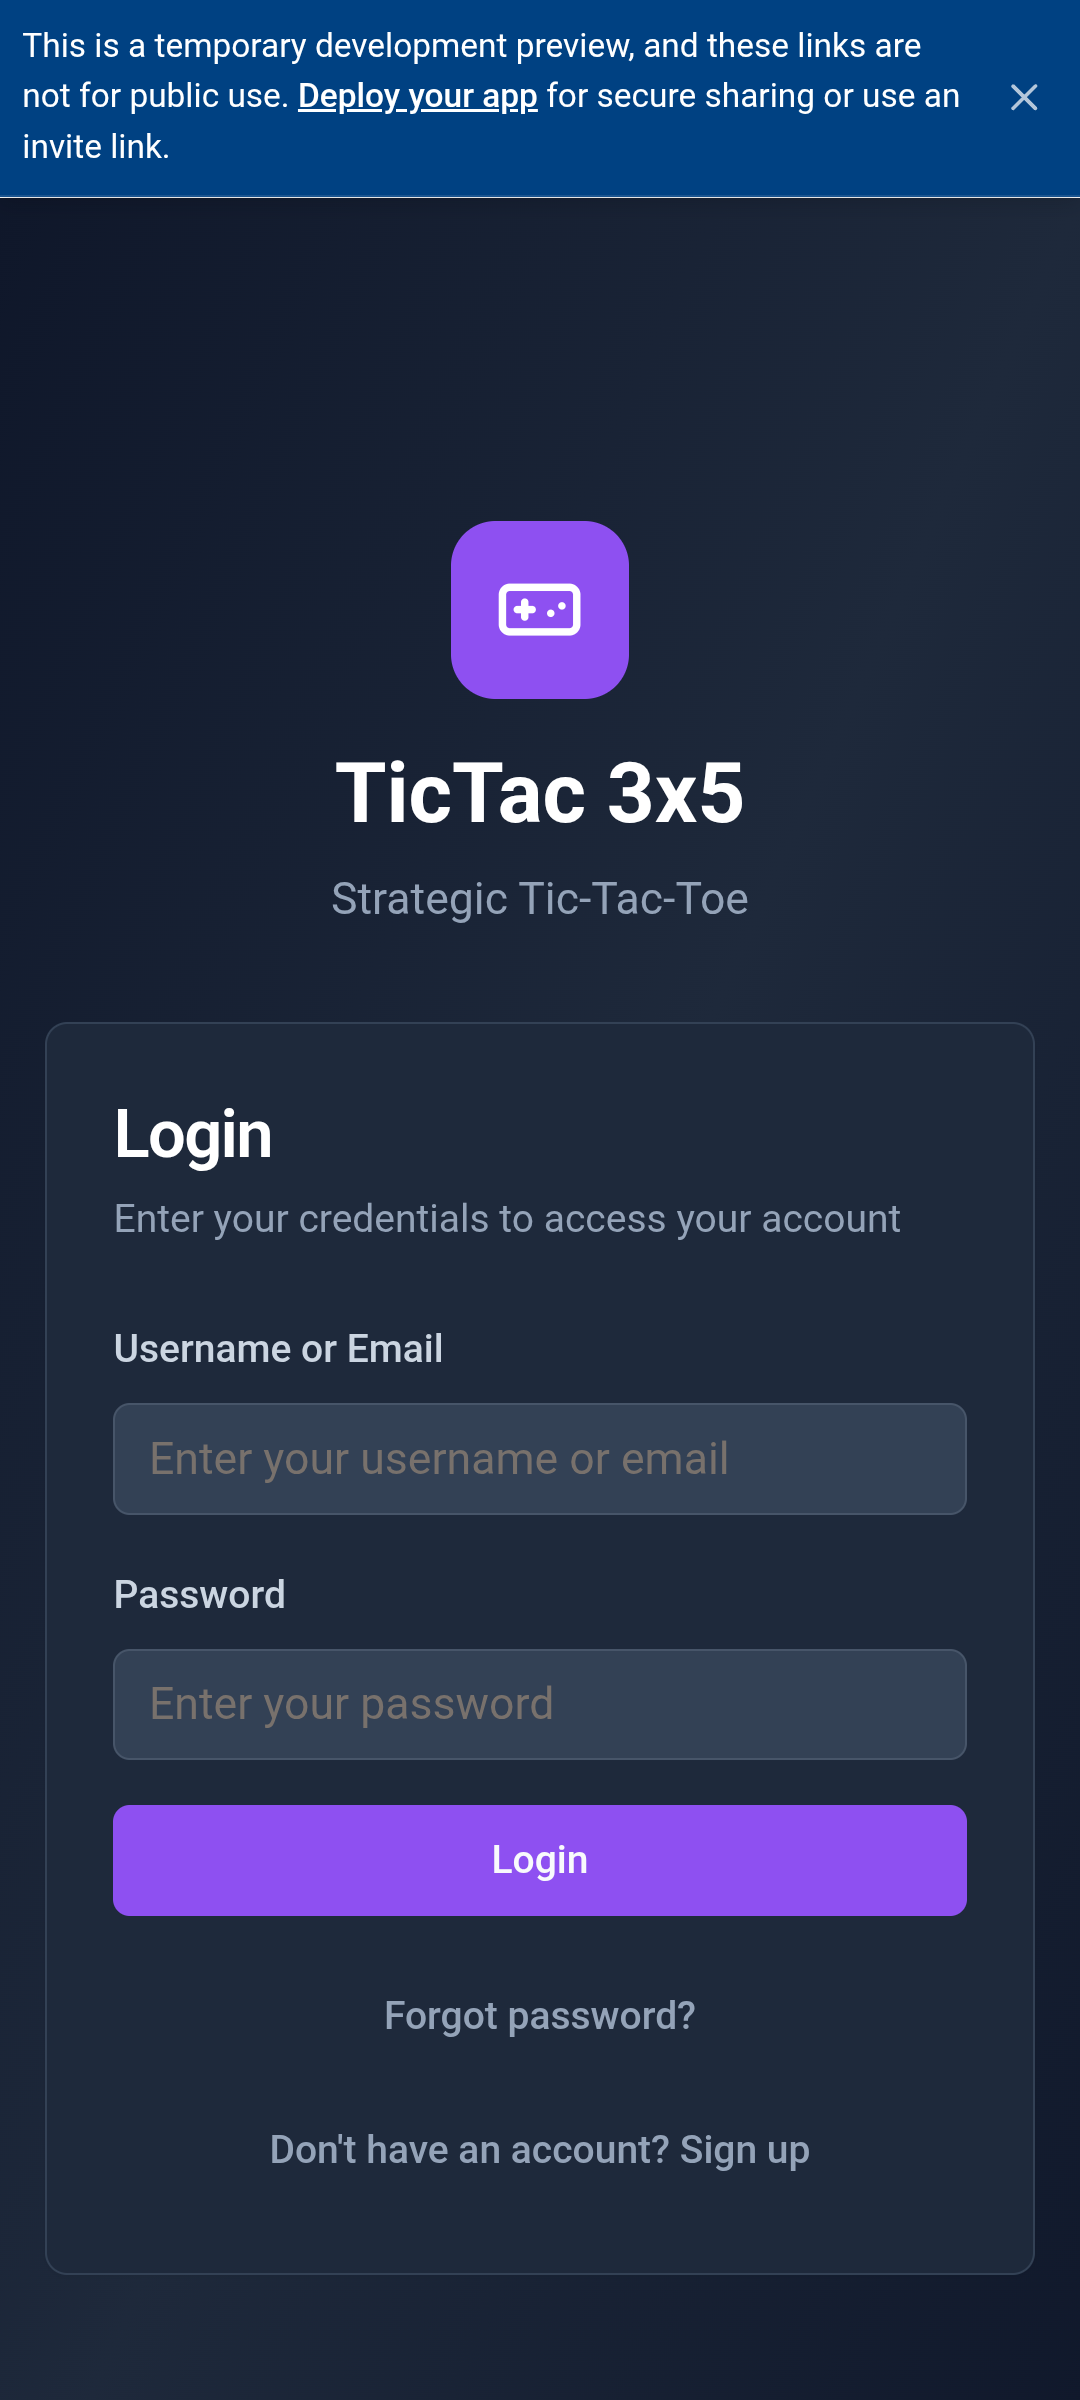 This is a temporary development preview, and these links are
not for public use. Deploy your app for secure sharing or use an
invite link.
TicTac 3x5
Strategic Tic-Tac-Toe
Login
Enter your credentials to access your account
Username or Email
Enter your username or email
Password
Enter your password
Login
Forgot password?
Don't have an account? Sign up